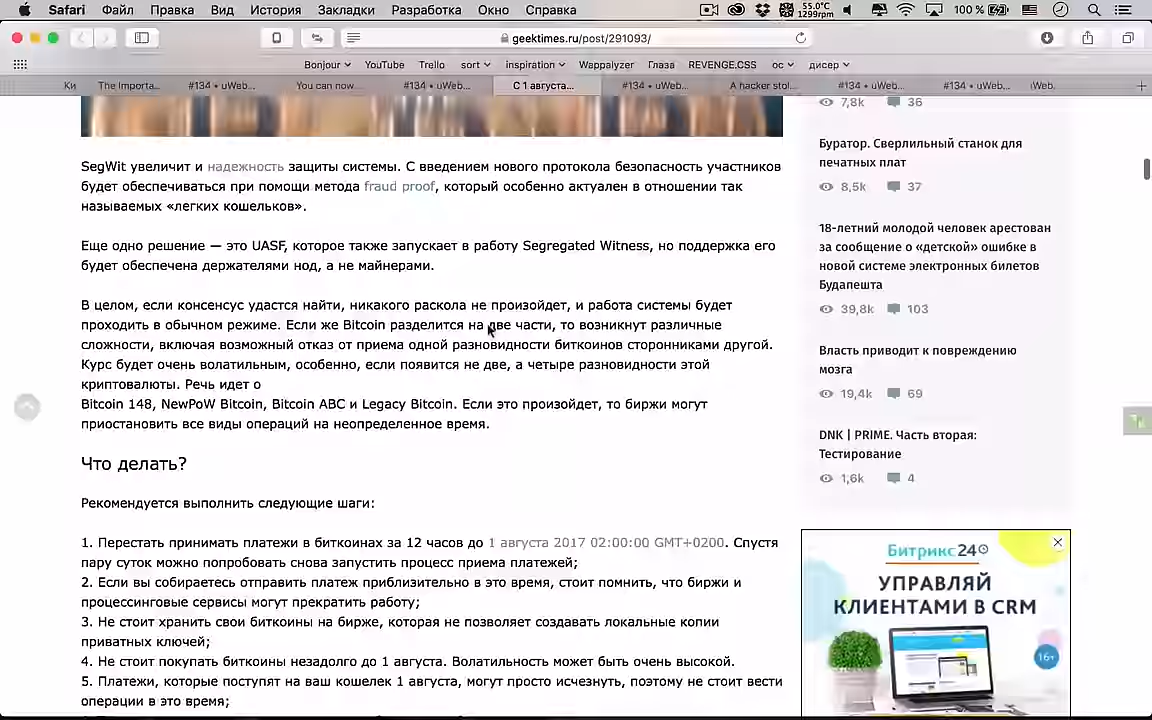 Safari Файл Правка Вид История Закладки Разработка Окно Справка 55.0°C 1299rpm 100 %
geektimes.ru/post/291093/
Bonjour YouTube Trello sort inspiration Wappalyzer Глаза REVENGE.CSS ос дисер
Ки The Importa... #134 • uWeb... You can now... #134 • uWeb... С 1 августа... #134 • uWeb... A hacker stol... #134 • uWeb... #134 • uWeb... iWeb.
SegWit увеличит и надежность защиты системы. С введением нового протокола безопасность участников
будет обеспечиваться при помощи метода fraud proof, который особенно актуален в отношении так
называемых «легких кошельков».
Еще одно решение — это UASF, которое также запускает в работу Segregated Witness, но поддержка его
будет обеспечена держателями нод, а не майнерами.
В целом, если консенсус удастся найти, никакого раскола не произойдет, и работа системы будет
проходить в обычном режиме. Если же Bitcoin разделится на две части, то возникнут различные
сложности, включая возможный отказ от приема одной разновидности биткоинов сторонниками другой.
Курс будет очень волатильным, особенно, если появится не две, а четыре разновидности этой
криптовалюты. Речь идет о
Bitcoin 148, NewPoW Bitcoin, Bitcoin ABC и Legacy Bitcoin. Если это произойдет, то биржи могут
приостановить все виды операций на неопределенное время.
Что делать?
Рекомендуется выполнить следующие шаги:
1. Перестать принимать платежи в биткоинах за 12 часов до 1 августа 2017 02:00:00 GMT+0200. Спустя
пару суток можно попробовать снова запустить процесс приема платежей;
2. Если вы собираетесь отправить платеж приблизительно в это время, стоит помнить, что биржи и
процессинговые сервисы могут прекратить работу;
3. Не стоит хранить свои биткоины на бирже, которая не позволяет создавать локальные копии
приватных ключей;
4. Не стоит покупать биткоины незадолго до 1 августа. Волатильность может быть очень высокой.
5. Платежи, которые поступят на ваш кошелек 1 августа, могут просто исчезнуть, поэтому не стоит вести
операции в это время;
7,8k 36
Буратор. Сверлильный станок для
печатных плат
8,5k 37
18-летний молодой человек арестован
за сообщение о «детской» ошибке в
новой системе электронных билетов
Будапешта
39,8k 103
Власть приводит к повреждению
мозга
19,4k 69
DNK | PRIME. Часть вторая:
Тестирование
1,6k 4
Битрикс24
УПРАВЛЯЙ
КЛИЕНТАМИ В CRM
16+